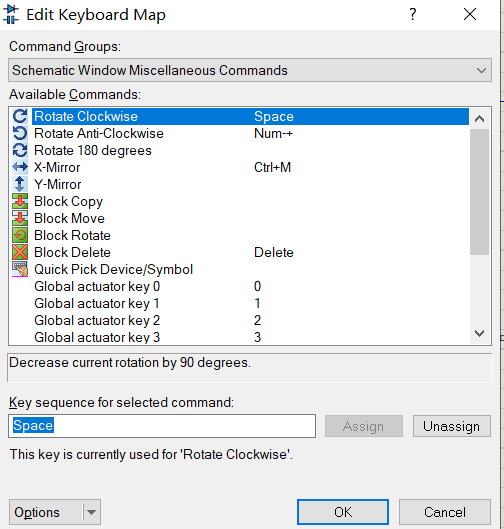 Edit Keyboard Map ?
Command Groups:
Schematic Window Miscellaneous Commands
Available Commands:
Rotate Clockwise Space
Rotate Anti-Clockwise Num-+
Rotate 180 degrees
X-Mirror Ctrl+M
Y-Mirror
Block Copy
Block Move
Block Rotate
Block Delete Delete
Quick Pick Device/Symbol
Global actuator key 0 0
Global actuator key 1 1
Global actuator key 2 2
Global actuator key 3 3
Decrease current rotation by 90 degrees.
Key sequence for selected command:
Space Assign Unassign
This key is currently used for 'Rotate Clockwise'.
Options OK Cancel